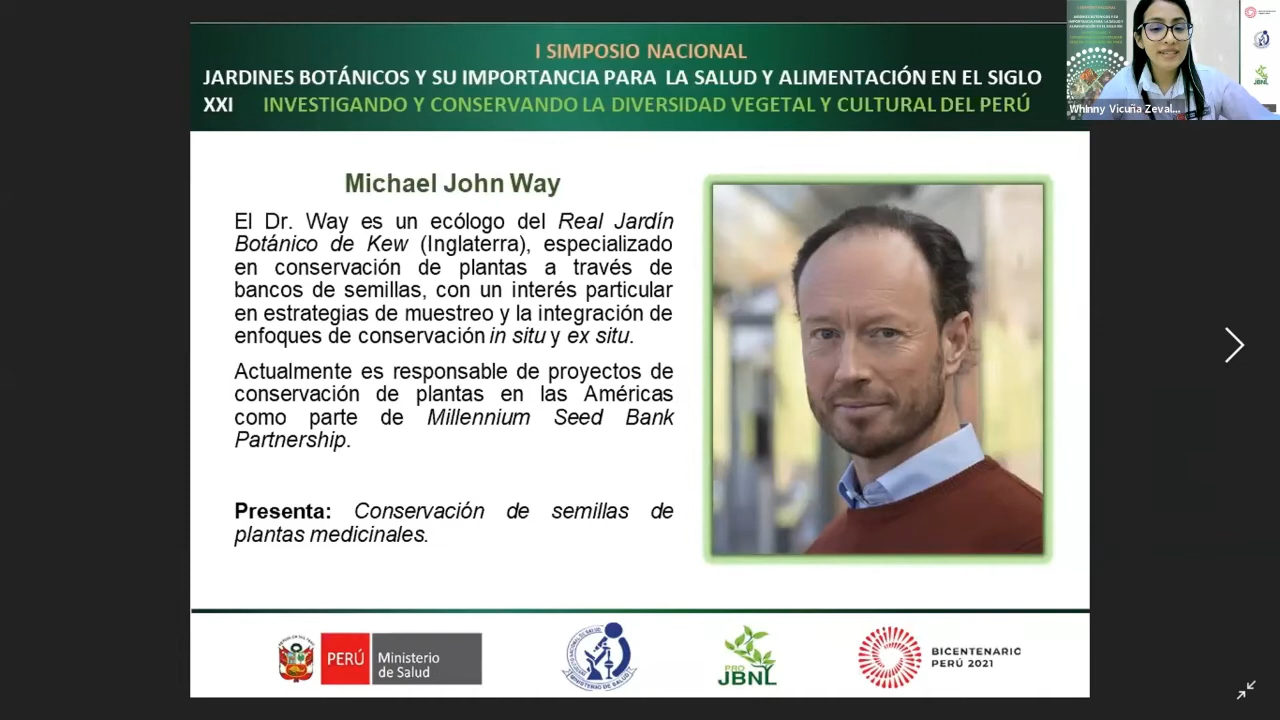 I SIMPOSIO NACIONAL
JARDINES BOTÁNICOS Y SU IMPORTANCIA PARA LA SALUD Y ALIMENTACIÓN EN EL SIGLO
XXI INVESTIGANDO Y CONSERVANDO LA DIVERSIDAD VEGETAL Y CULTURAL DEL PERÚ
Whinny Vicuña Zeval...
Michael John Way
El Dr. Way es un ecólogo del Real Jardín
Botánico de Kew (Inglaterra), especializado
en conservación de plantas a través de
bancos de semillas, con un interés particular
en estrategias de muestreo y la integración de
enfoques de conservación in situ y ex situ.
Actualmente es responsable de proyectos de
conservación de plantas en las Américas
como parte de Millennium Seed Bank
Partnership.
Presenta: Conservación de semillas de
plantas medicinales.
PERÚ
Ministerio
de Salud
PRO
JBNL
BICENTENARIO
PERÚ 2021